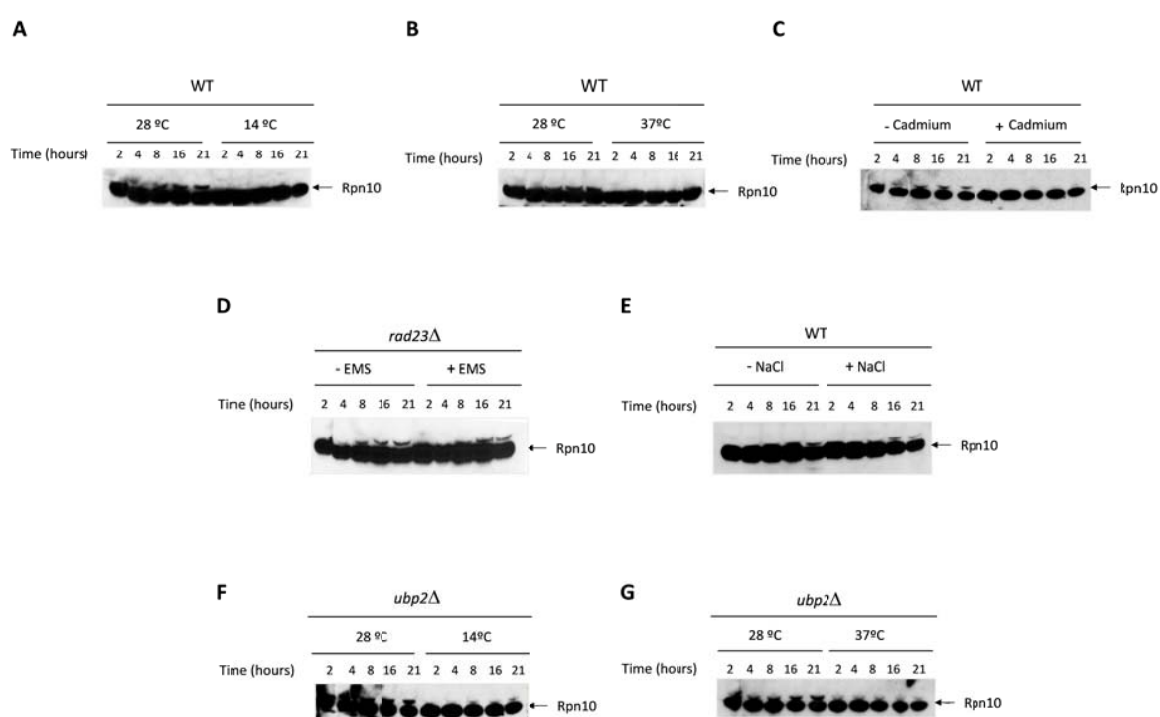 A
WT
28 ºC 14 ºC
Time (hours)
2 4 8 16 21 2 4 8 16 21
Rpn10
B
WT
28 ºC 37ºC
Time (hours)
2 4 8 16 21 2 4 8 16 21
Rpn10
C
WT
- Cadmium + Cadmium
Time (hours)
2 4 8 16 21 2 4 8 16 21
Rpn10
D
rad23Δ
- EMS + EMS
Time (hours)
2 4 8 16 21 2 4 8 16 21
Rpn10
E
WT
- NaCl + NaCl
Time (hours)
2 4 8 16 21 2 4 8 16 21
Rpn10
F
ubp2Δ
28 ºC 14ºC
Time (hours)
2 4 8 16 21 2 4 8 16 21
Rpn10
G
ubp2Δ
28 ºC 37ºC
Time (hours)
2 4 8 16 21 2 4 8 16 21
Rpn10